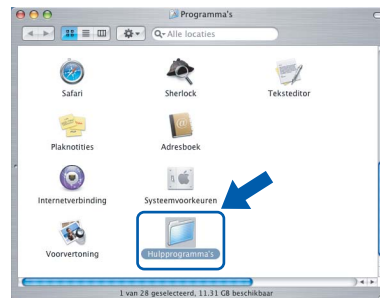 Programma's
Alle locaties
Safari
Sherlock
Teksteditor
Plaknotities
Adresboek
Internetverbinding
Systeemvoorkeuren
Voorvertoning
Hulpprogramma's
1 van 28 geselecteerd, 11.31 GB beschikbaar